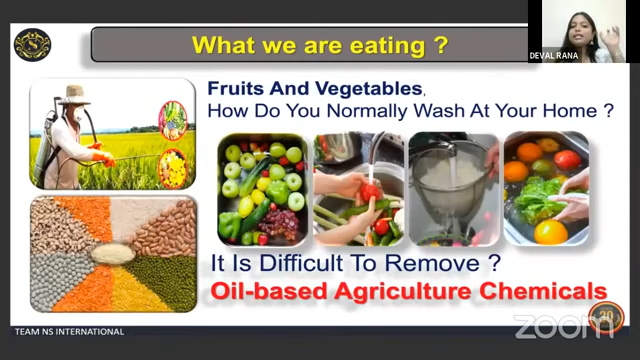 What we are eating ?
DEVAL RANA
Fruits And Vegetables,
How Do You Normally Wash At Your Home ?
It Is Difficult To Remove ?
Oil-based Agriculture Chemicals
20
TEAM NS INTERNATIONAL
zoom